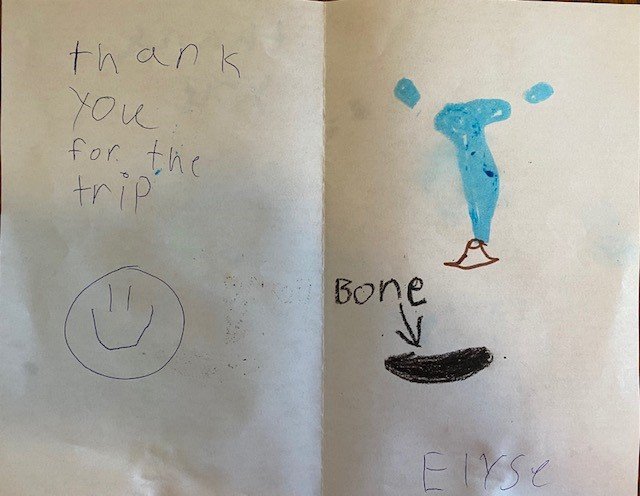 thank
you
for the
trip
Bone
Elyse